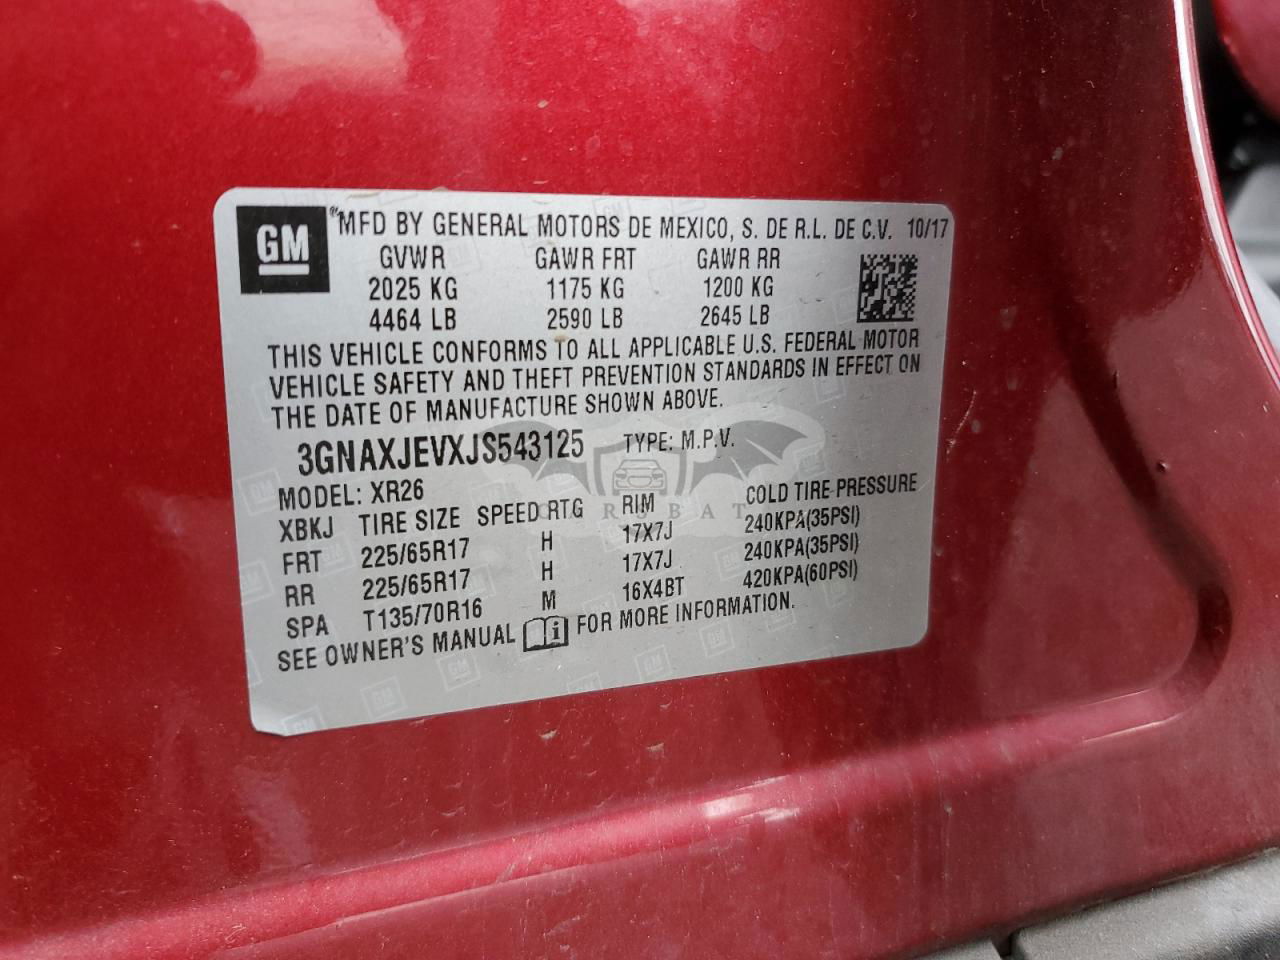 GM
®MFD BY GENERAL MOTORS DE MEXICO, S. DE R.L. DE C.V. 10/17
GVWR GAWR FRT GAWR RR
2025 KG 1175 KG 1200 KG
4464 LB 2590 LB 2645 LB
THIS VEHICLE CONFORMS TO ALL APPLICABLE U.S. FEDERAL MOTOR
VEHICLE SAFETY AND THEFT PREVENTION STANDARDS IN EFFECT ON
THE DATE OF MANUFACTURE SHOWN ABOVE.
3GNAXJEVXJS543125 TYPE: M.P.V.
MODEL: XR26
XBKJ TIRE SIZE SPEED RTG RIM COLD TIRE PRESSURE
FRT 225/65R17 H 17X7J 240KPA(35PSI)
RR 225/65R17 H 17X7J 240KPA(35PSI)
SPA T135/70R16 M 16X4BT 420KPA(60PSI)
SEE OWNER'S MANUAL i FOR MORE INFORMATION.
CARSBAT